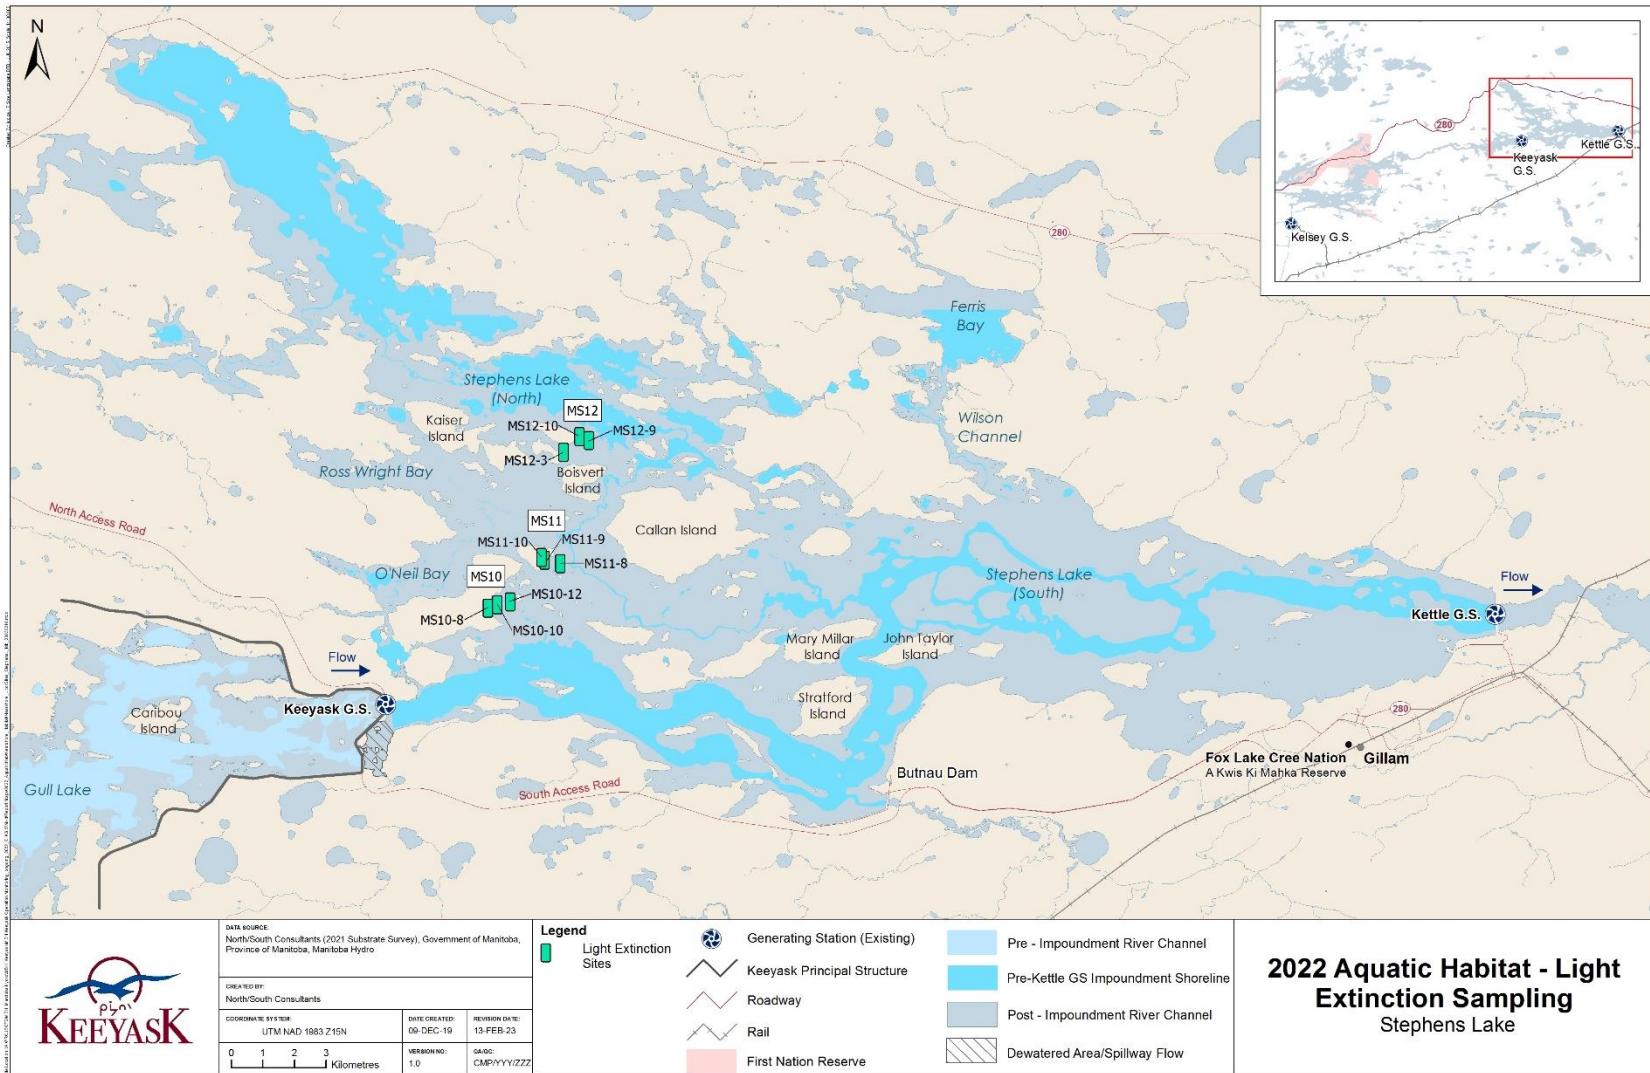 N
280
Keeyask
G.S.
Kettle G.S.
Kelsey G.S.
280
Ferris
Bay
Stephens Lake
(North)
MS12
Kaiser
Island
MS12-10
MS12-9
Wilson
Channel
MS12-3
Ross Wright Bay
Boisvert
Island
North Access Road
MS11
Callan Island
MS11-10
MS11-9
MS11-8
O'Neil Bay
MS10
Stephens Lake
(South)
Flow
MS10-12
MS10-8
MS10-10
Kettle G.S.
Mary Millar
Island
John Taylor
Island
Flow
Stratford
Island
Keeyask G.S.
Caribou
Island
280
Fox Lake Cree Nation
A Kwis Ki Mahka Reserve
Gillam
Butnau Dam
Gull Lake
South Access Road
KEEYASK
DATA SOURCE:
North/South Consultants (2021 Substrate Survey), Government of Manitoba,
Province of Manitoba, Manitoba Hydro
CREATED BY:
North/South Consultants
COORDINATE SYSTEM:
UTM NAD 1983 Z15N
DATE CREATED:
09-DEC-19
REVISION DATE:
13-FEB-23
0 1 2 3
Kilometres
VERSION NO:
1.0
QA/QC:
CMP/YYY/ZZZ
Legend
Light Extinction
Sites
Generating Station (Existing)
Keeyask Principal Structure
Roadway
Rail
First Nation Reserve
Pre - Impoundment River Channel
Pre-Kettle GS Impoundment Shoreline
Post - Impoundment River Channel
Dewatered Area/Spillway Flow
2022 Aquatic Habitat - Light
Extinction Sampling
Stephens Lake